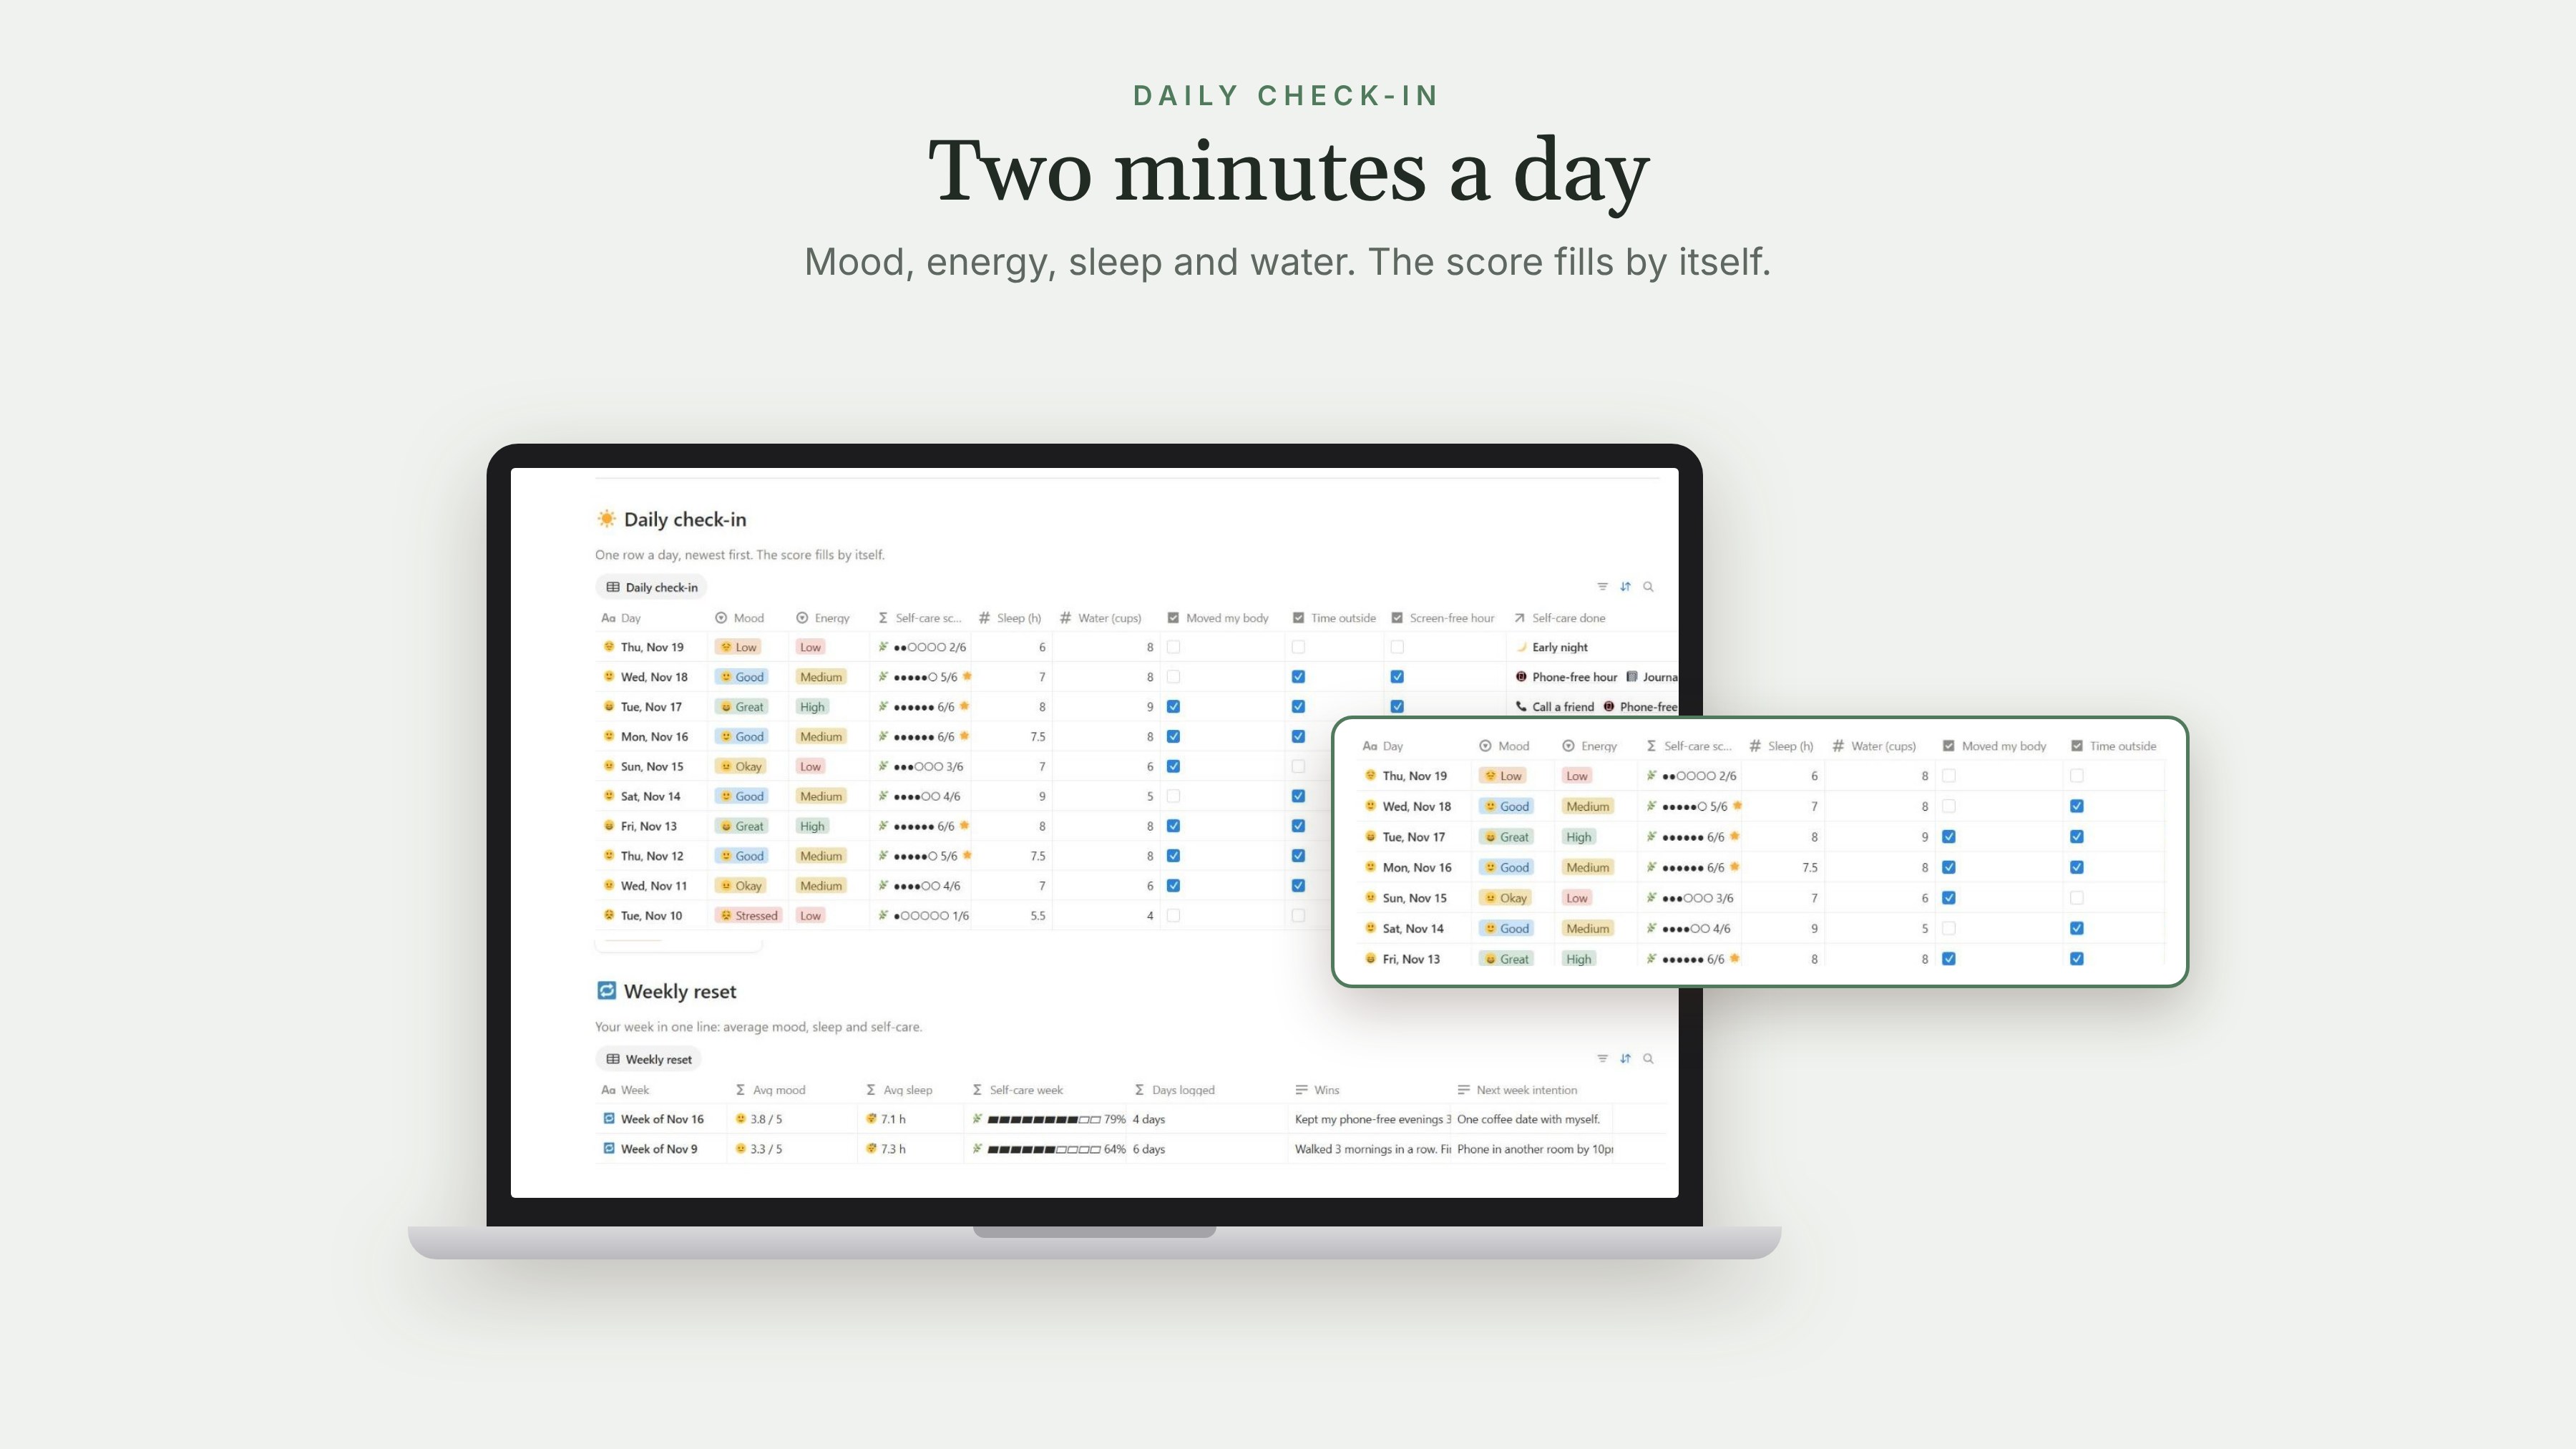 DAILY CHECK-IN
Two minutes a day
Mood, energy, sleep and water. The score fills by itself.
Daily check-in
One row a day, newest first. The score fills by itself.
Daily check-in
Aa Day Mood Energy Σ Self-care sc... # Sleep (h) # Water (cups) Moved my body Time outside Screen-free hour Self-care done
Thu, Nov 19 Low Low ●●○○○○ 2/6 6 8 Early night
Wed, Nov 18 Good Medium ●●●●●○ 5/6 7 8 Phone-free hour Journa
Tue, Nov 17 Great High ●●●●●● 6/6 8 9 Call a friend Phone-free
Mon, Nov 16 Good Medium ●●●●●● 6/6 7.5 8
Sun, Nov 15 Okay Low ●●●○○○ 3/6 7 6
Sat, Nov 14 Good Medium ●●●●○○ 4/6 9 5
Fri, Nov 13 Great High ●●●●●● 6/6 8 8
Thu, Nov 12 Good Medium ●●●●●○ 5/6 7.5 8
Wed, Nov 11 Okay Medium ●●●●○○ 4/6 7 6
Tue, Nov 10 Stressed Low ●○○○○○ 1/6 5.5 4
Aa Day Mood Energy Σ Self-care sc... # Sleep (h) # Water (cups) Moved my body Time outside
Thu, Nov 19 Low Low ●●○○○○ 2/6 6 8
Wed, Nov 18 Good Medium ●●●●●○ 5/6 7 8
Tue, Nov 17 Great High ●●●●●● 6/6 8 9
Mon, Nov 16 Good Medium ●●●●●● 6/6 7.5 8
Sun, Nov 15 Okay Low ●●●○○○ 3/6 7 6
Sat, Nov 14 Good Medium ●●●●○○ 4/6 9 5
Fri, Nov 13 Great High ●●●●●● 6/6 8 8
Weekly reset
Your week in one line: average mood, sleep and self-care.
Weekly reset
Aa Week Σ Avg mood Σ Avg sleep Σ Self-care week Σ Days logged Wins Next week intention
Week of Nov 16 3.8 / 5 7.1 h 79% 4 days Kept my phone-free evenings 3 One coffee date with myself.
Week of Nov 9 3.3 / 5 7.3 h 64% 6 days Walked 3 mornings in a row. Fi Phone in another room by 10p